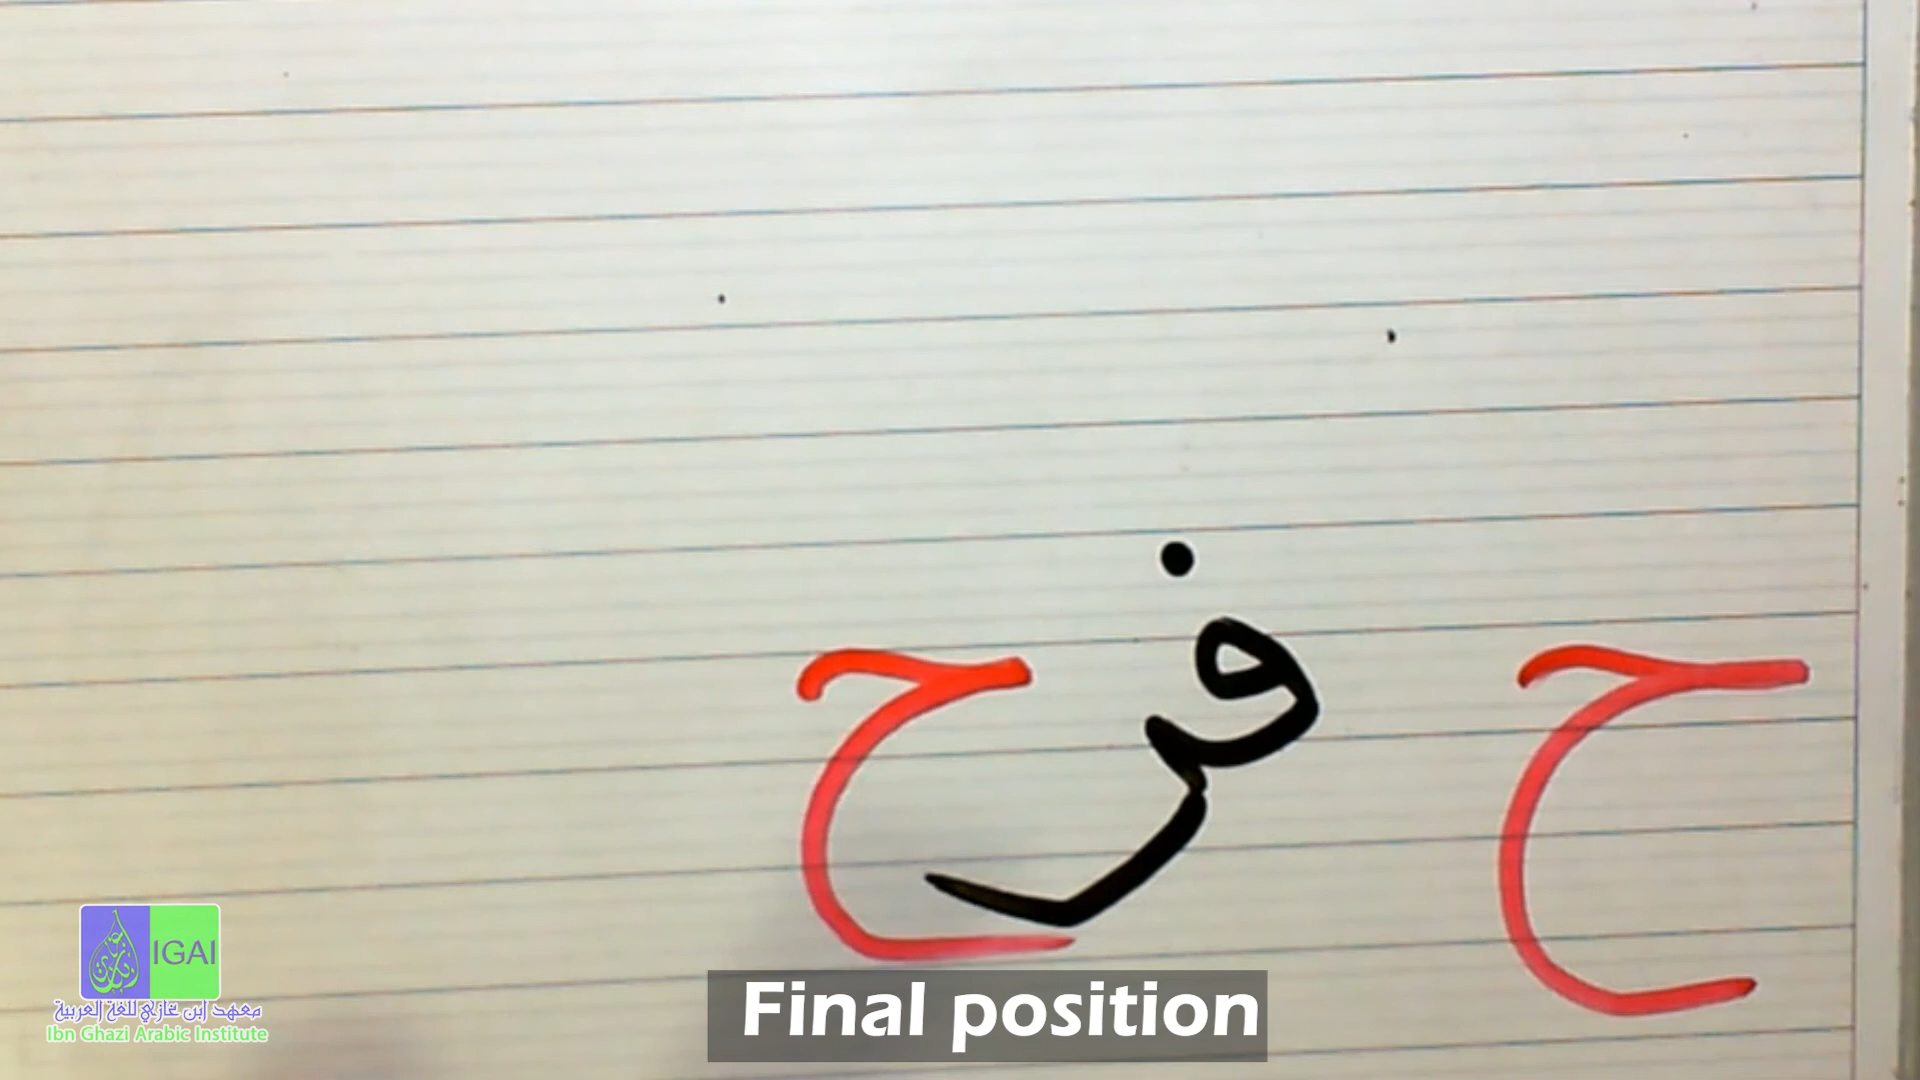 ح فرح
Final position
IGAI
معهد ابن غازي للغة العربية
Ibn Ghazi Arabic Institute